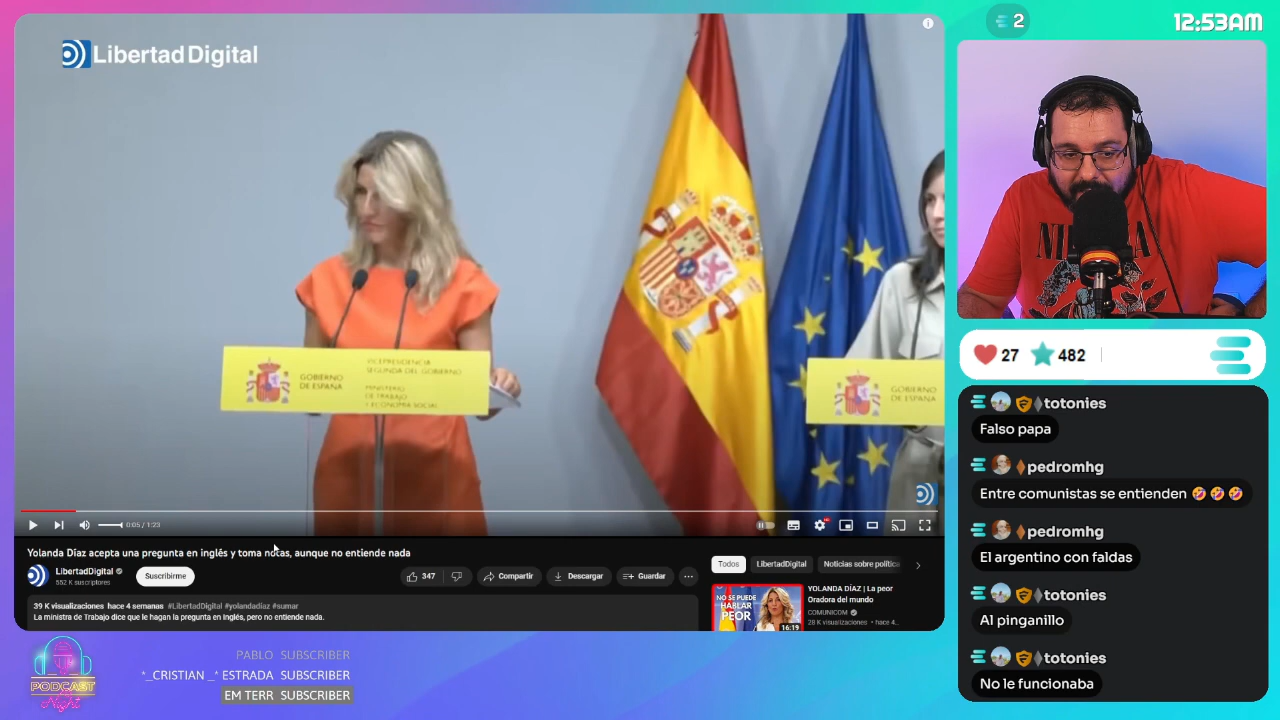 LibertadDigital
GOBIERNO
DE ESPAÑA
VICEPRESIDENCIA
SEGUNDA DEL GOBIERNO
MINISTERIO
DE TRABAJO
Y ECONOMÍA SOCIAL
GOBIERNO
DE ESPAÑA
0:05 / 1:23
Yolanda Díaz acepta una pregunta en inglés y toma notas, aunque no entiende nada
LibertadDigital
552 K suscriptores
Suscribirme
347
Compartir
Descargar
Guardar
39 K visualizaciones hace 4 semanas #LibertadDigital #yolandadíaz #sumar
La ministra de Trabajo dice que le hagan la pregunta en Inglés, pero no entiende nada.
Todos
LibertadDigital
Noticias sobre política
NO SE PUEDE
HABLAR
PEOR
16:19
YOLANDA DÍAZ | La peor
Oradora del mundo
COMUNICOM
28 K visualizaciones • hace 4...
PODCAST
Night
PABLO SUBSCRIBER
*_CRISTIAN_* ESTRADA SUBSCRIBER
EM TERR SUBSCRIBER
2
12:53AM
27
482
totonies
Falso papa
pedromhg
Entre comunistas se entienden 🤣🤣🤣
pedromhg
El argentino con faldas
totonies
Al pinganillo
totonies
No le funcionaba